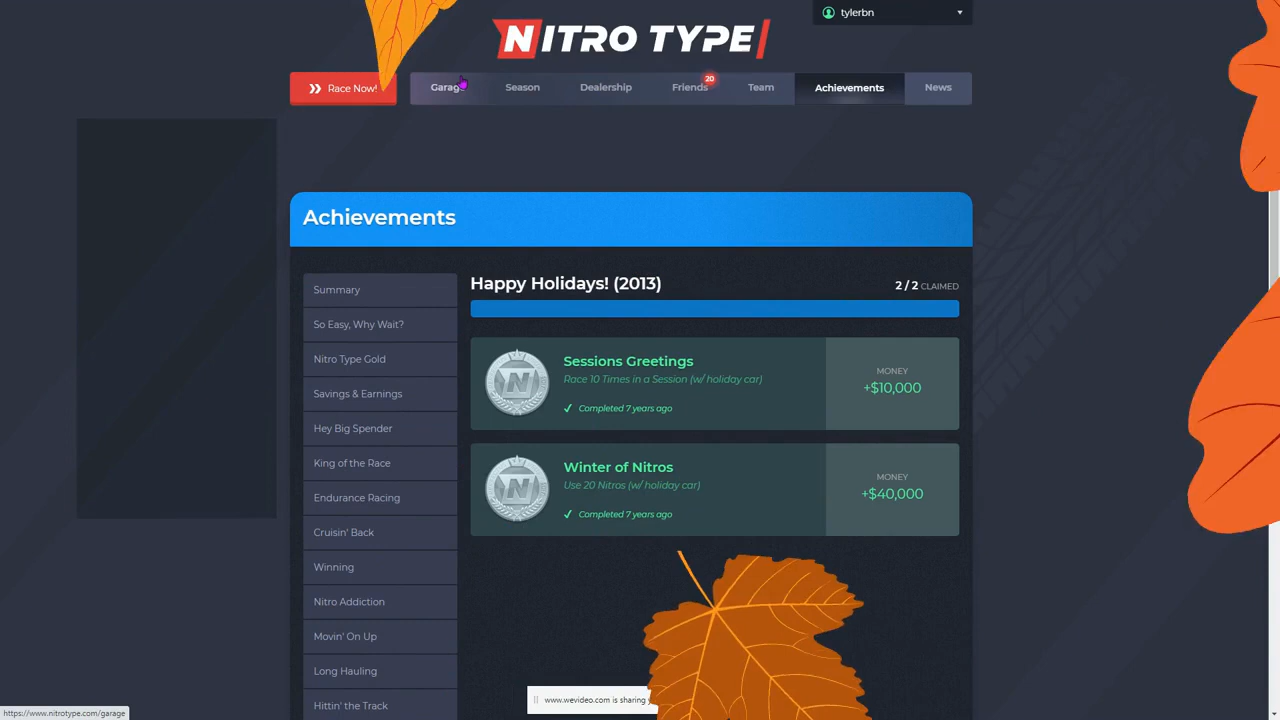 tylerbn
NITRO TYPE
Race Now!
Garage
Season
Dealership
Friends
20
Team
Achievements
News
Achievements
Summary
So Easy, Why Wait?
Nitro Type Gold
Savings & Earnings
Hey Big Spender
King of the Race
Endurance Racing
Cruisin' Back
Winning
Nitro Addiction
Movin' On Up
Long Hauling
Hittin' the Track
Happy Holidays! (2013)
2 / 2 CLAIMED
Sessions Greetings
Race 10 Times in a Session (w/ holiday car)
✓ Completed 7 years ago
MONEY
+$10,000
Winter of Nitros
Use 20 Nitros (w/ holiday car)
✓ Completed 7 years ago
MONEY
+$40,000
www.wevideo.com is sharing
https://www.nitrotype.com/garage